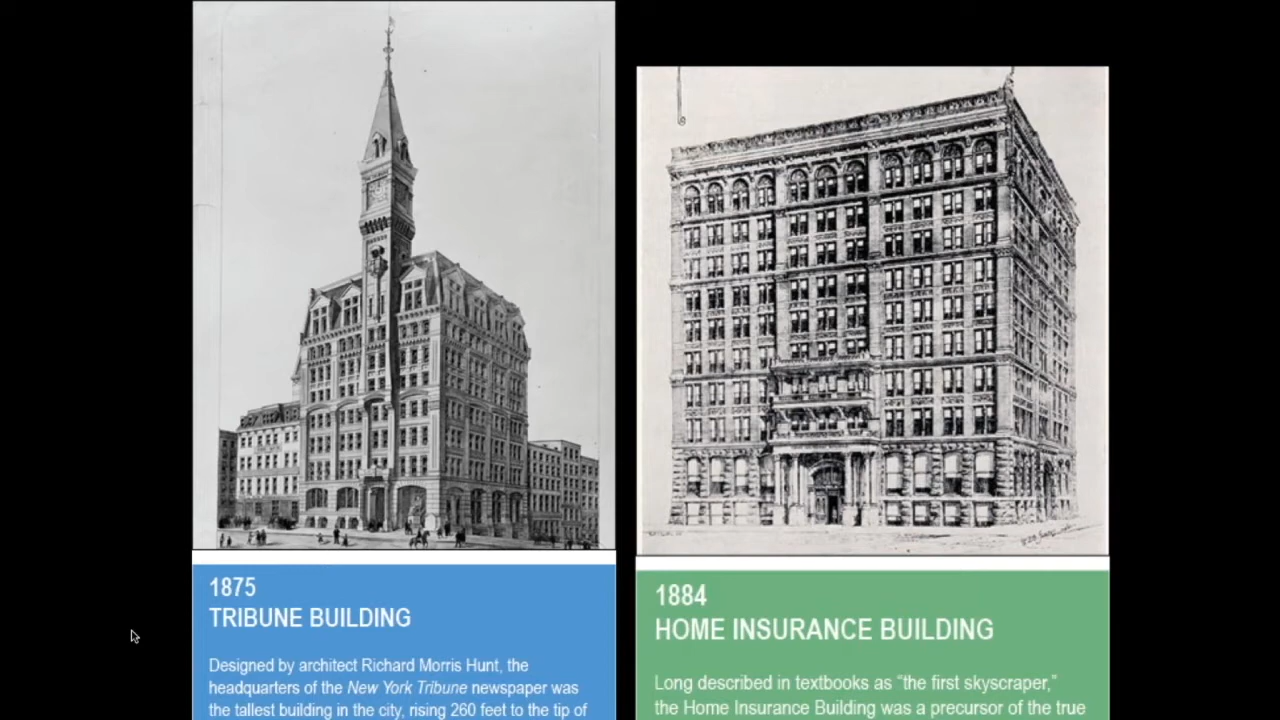 1875
TRIBUNE BUILDING
Designed by architect Richard Morris Hunt, the
headquarters of the New York Tribune newspaper was
the tallest building in the city, rising 260 feet to the tip of
1884
HOME INSURANCE BUILDING
Long described in textbooks as “the first skyscraper,”
the Home Insurance Building was a precursor of the true